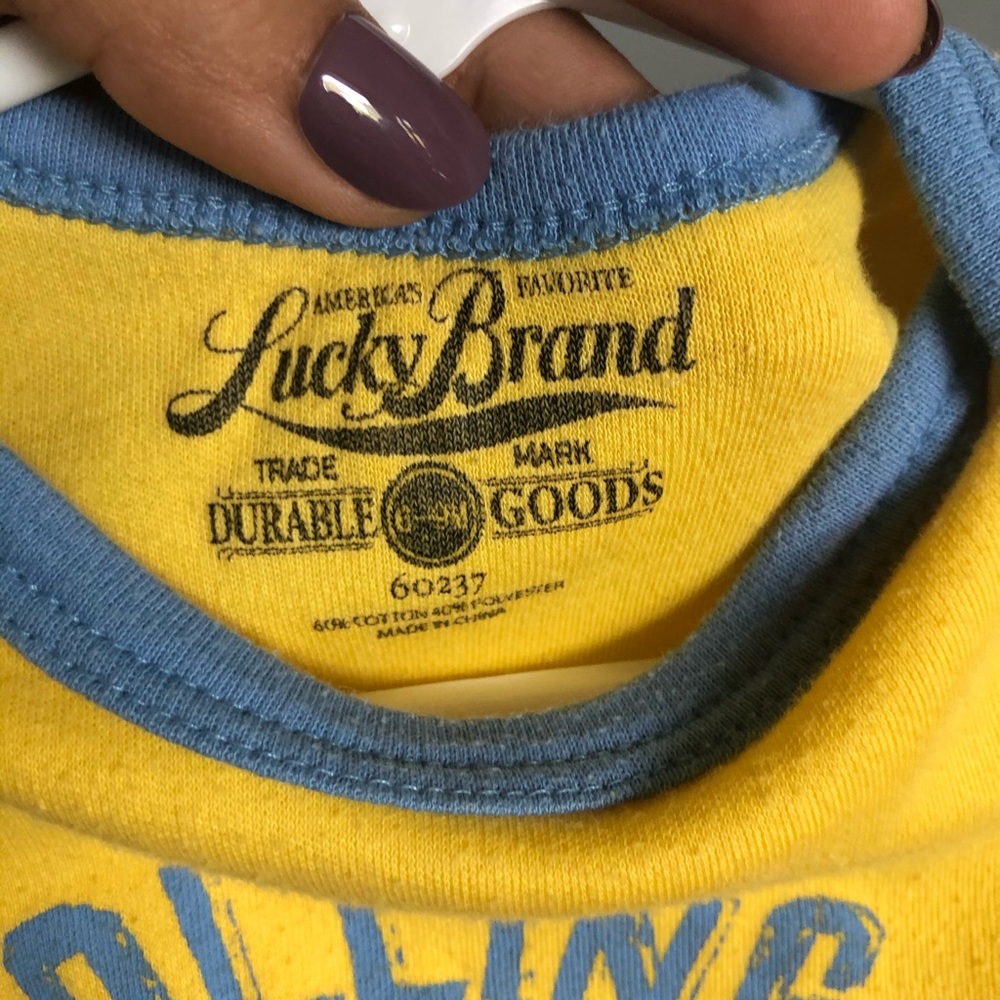 AMERICA'S FAVORITE
Lucky Brand
TRADE MARK
DURABLE GOODS
60237
60% COTTON 40% POLYESTER
MADE IN CHINA